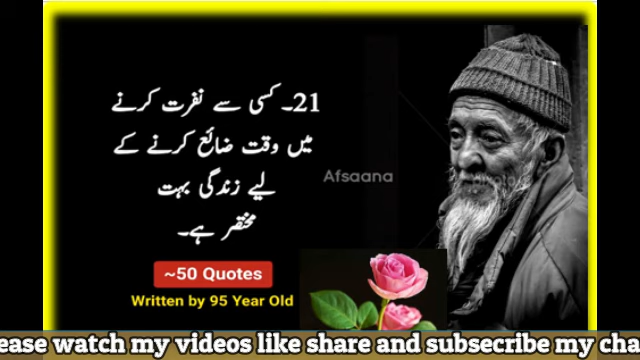 21۔ کسی سے نفرت کرنے
میں وقت ضائع کرنے کے
لیے زندگی بہت
مختصر ہے۔
Afsaana
~50 Quotes
Written by 95 Year Old
ease watch my videos like share and subsecribe my cha